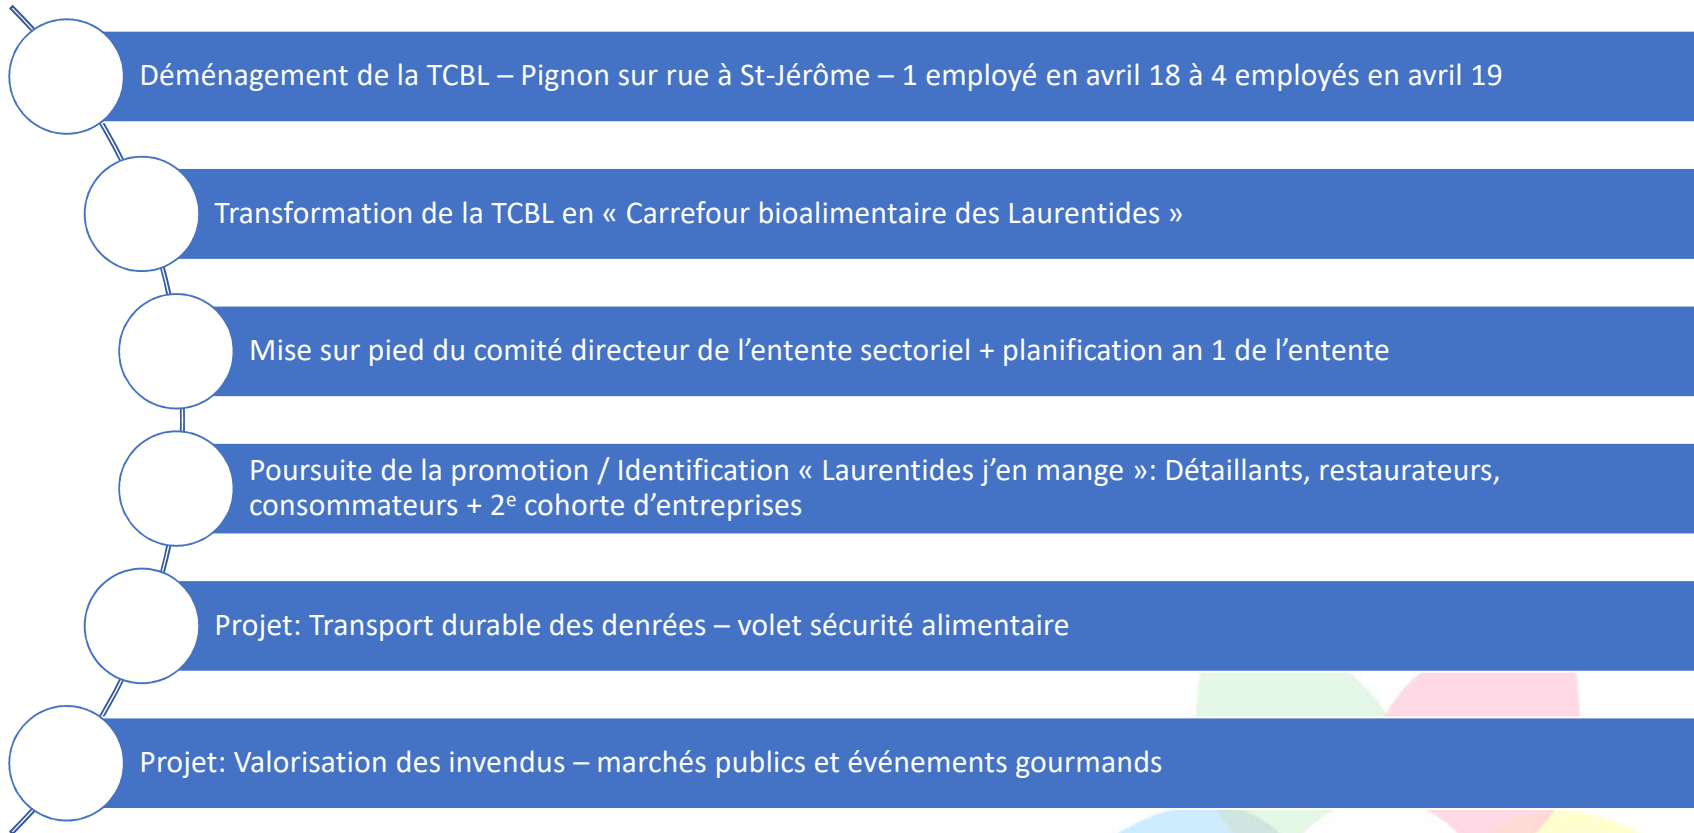 Déménagement de la TCBL – Pignon sur rue à St-Jérôme – 1 employé en avril 18 à 4 employés en avril 19
Transformation de la TCBL en « Carrefour bioalimentaire des Laurentides »
Mise sur pied du comité directeur de l’entente sectoriel + planification an 1 de l’entente
Poursuite de la promotion / Identification « Laurentides j’en mange »: Détaillants, restaurateurs,
consommateurs + 2e cohorte d’entreprises
Projet: Transport durable des denrées – volet sécurité alimentaire
Projet: Valorisation des invendus – marchés publics et événements gourmands